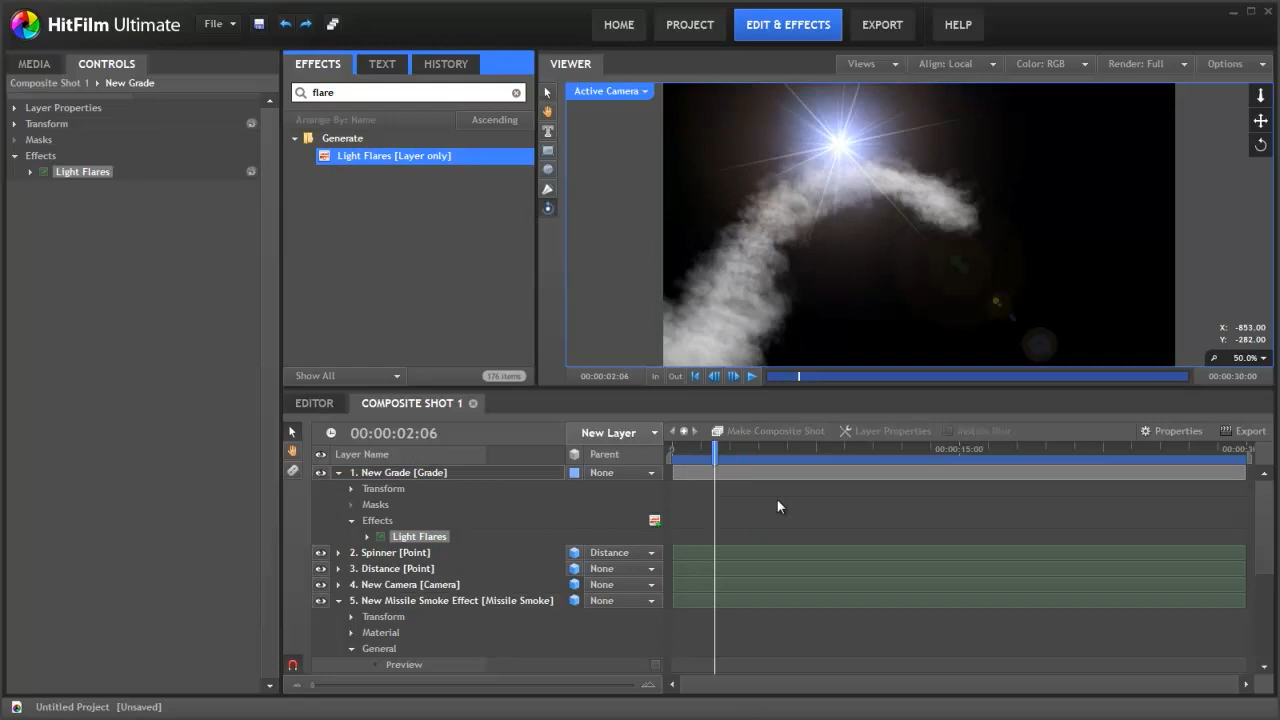 HitFilm Ultimate
File
HOME
PROJECT
EDIT & EFFECTS
EXPORT
HELP
MEDIA
CONTROLS
Composite Shot 1 New Grade
Layer Properties
Transform
Masks
Effects
Light Flares
EFFECTS
TEXT
HISTORY
flare
Arrange By: Name
Ascending
Generate
Light Flares [Layer only]
Show All
176 items
VIEWER
Views
Align: Local
Color: RGB
Render: Full
Options
Active Camera
X: -853.00
Y: -282.00
50.0%
00:00:02:06
In
Out
00:00:30:00
EDITOR
COMPOSITE SHOT 1
00:00:02:06
New Layer
Make Composite Shot
Layer Properties
Motion Blur
Properties
Export
Layer Name
Parent
0
00:00:15:00
00:00:3
1. New Grade [Grade]
None
Transform
Masks
Effects
Light Flares
2. Spinner [Point]
Distance
3. Distance [Point]
None
4. New Camera [Camera]
None
5. New Missile Smoke Effect [Missile Smoke]
None
Transform
Material
General
Preview
Untitled Project [Unsaved]